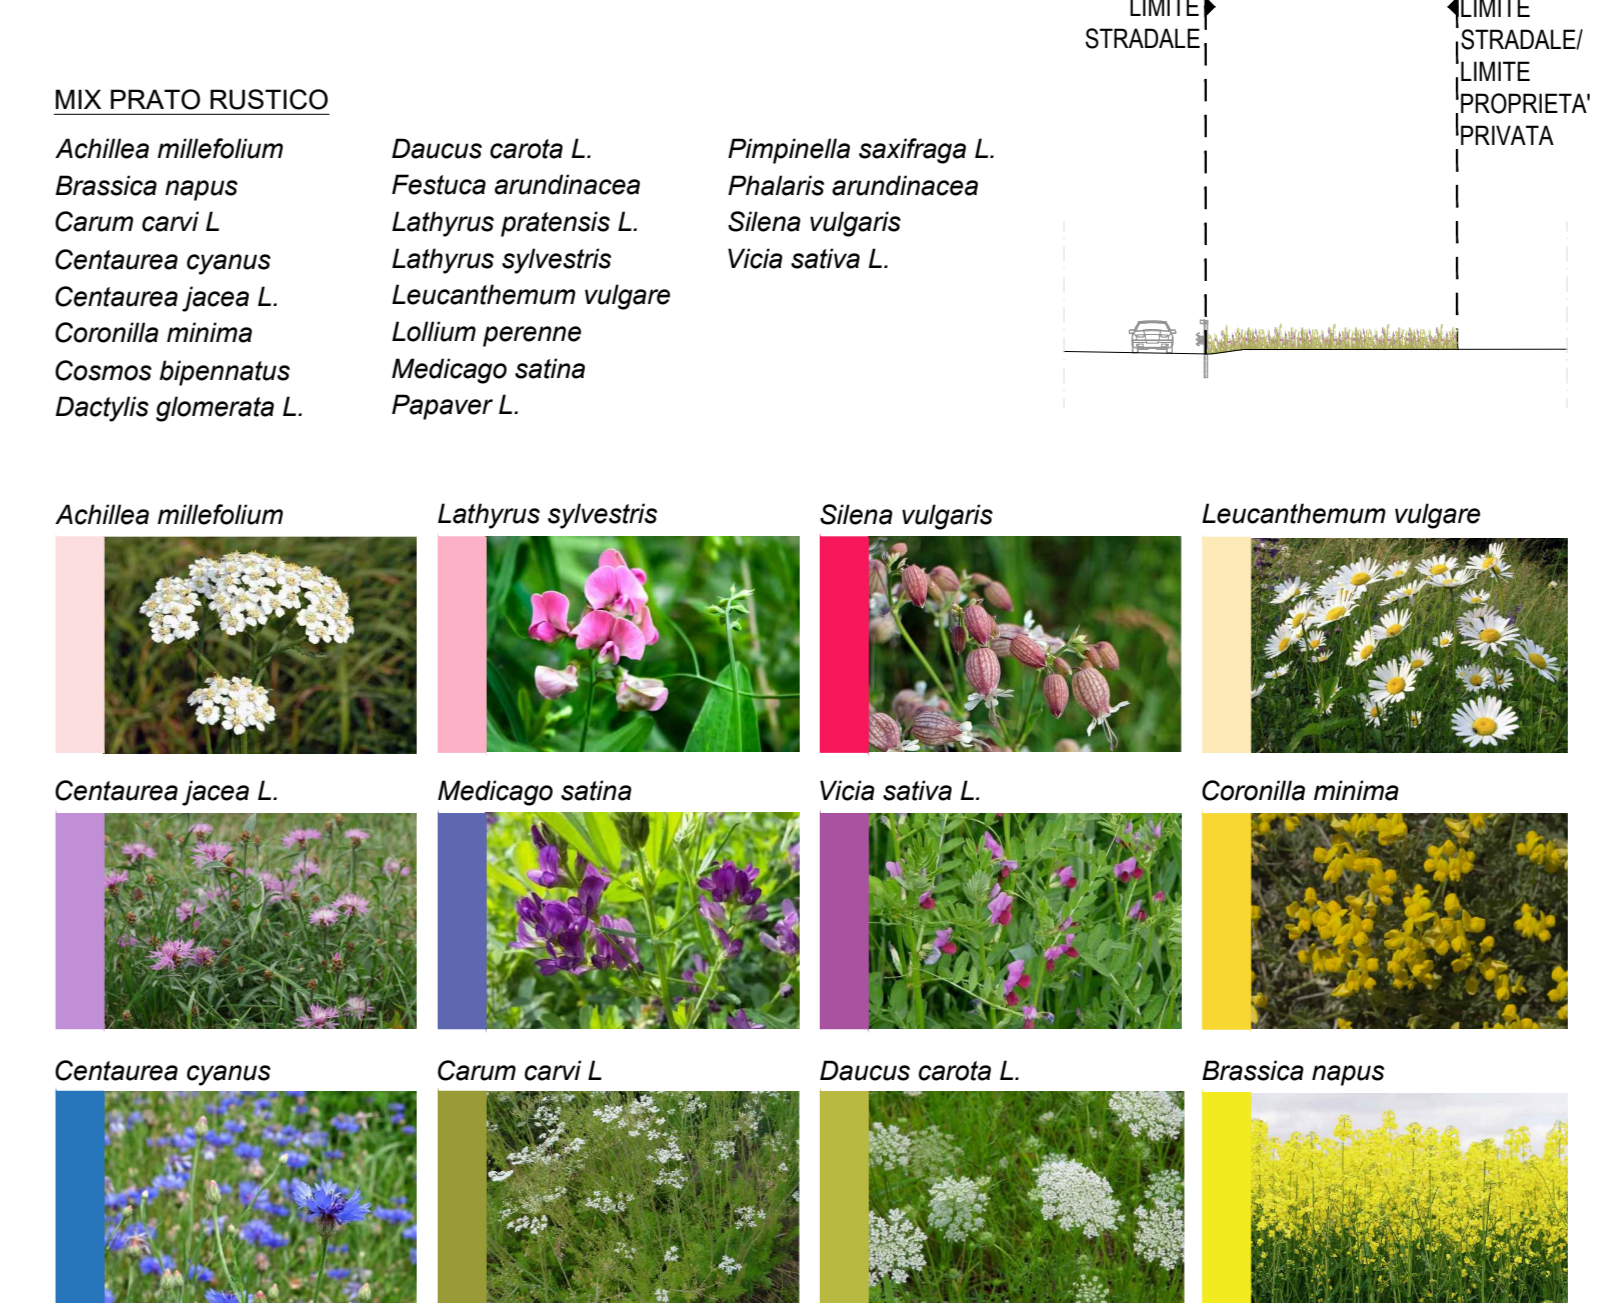 LIMITE
STRADALE
LIMITE
STRADALE/
LIMITE
PROPRIETA'
PRIVATA
MIX PRATO RUSTICO
Achillea millefolium
Brassica napus
Carum carvi L
Centaurea cyanus
Centaurea jacea L.
Coronilla minima
Cosmos bipennatus
Dactylis glomerata L.
Daucus carota L.
Festuca arundinacea
Lathyrus pratensis L.
Lathyrus sylvestris
Leucanthemum vulgare
Lollium perenne
Medicago satina
Papaver L.
Pimpinella saxifraga L.
Phalaris arundinacea
Silena vulgaris
Vicia sativa L.
Achillea millefolium
Lathyrus sylvestris
Silena vulgaris
Leucanthemum vulgare
Centaurea jacea L.
Medicago satina
Vicia sativa L.
Coronilla minima
Centaurea cyanus
Carum carvi L
Daucus carota L.
Brassica napus